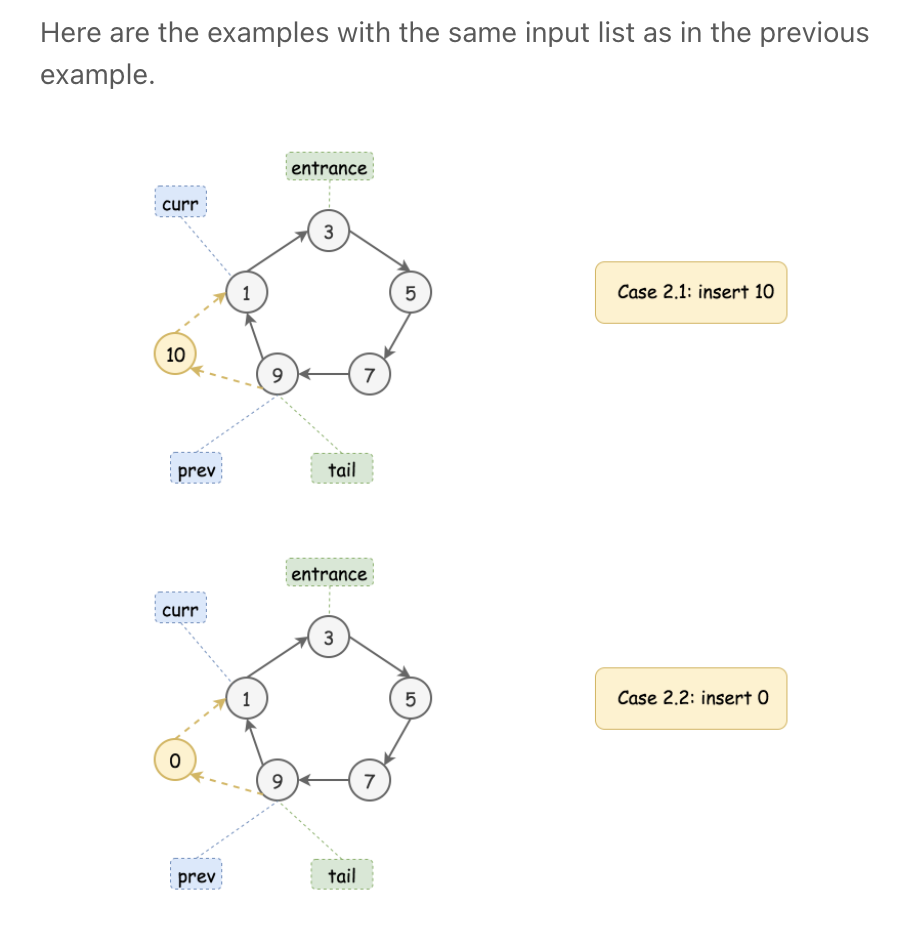 Here are the examples with the same input list as in the previous
example.
entrance
curr
3
1
5
Case 2.1: insert 10
10
9
7
prev
tail
entrance
curr
3
1
5
Case 2.2: insert 0
0
9
7
prev
tail